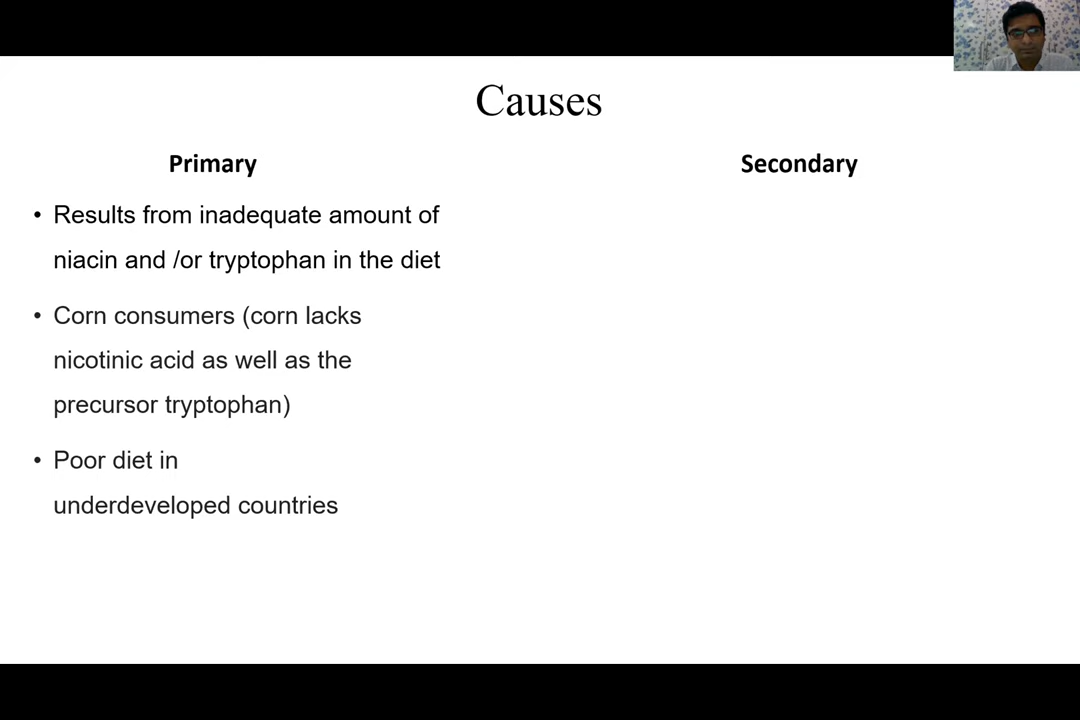 Causes
Primary
Secondary
• Results from inadequate amount of
niacin and /or tryptophan in the diet
• Corn consumers (corn lacks
nicotinic acid as well as the
precursor tryptophan)
• Poor diet in
underdeveloped countries